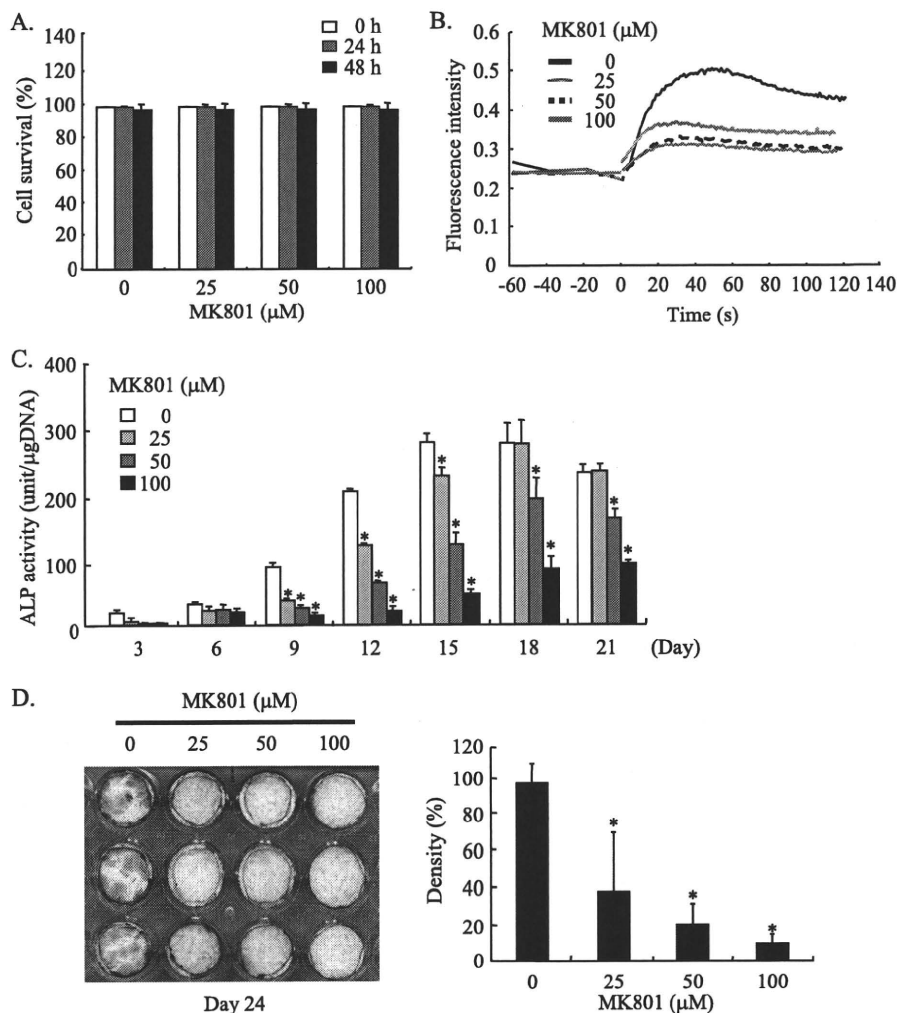 A.
140
120
100
80
60
40
20
0
Cell survival (%)
0 h
24 h
48 h
0 25 50 100
MK801 (μM)
B.
MK801 (μM)
0
25
50
100
0.6
0.5
0.4
0.3
0.2
0.1
0
Fluorescence intensity
-60 -40 -20 0 20 40 60 80 100 120 140
Time (s)
C.
MK801 (μM)
0
25
50
100
400
300
200
100
0
ALP activity (unit/μgDNA)
* * * * * * * * * * * * *
3 6 9 12 15 18 21 (Day)
D.
MK801 (μM)
0 25 50 100
Day 24
120
100
80
60
40
20
0
Density (%)
* * *
0 25 50 100
MK801 (μM)